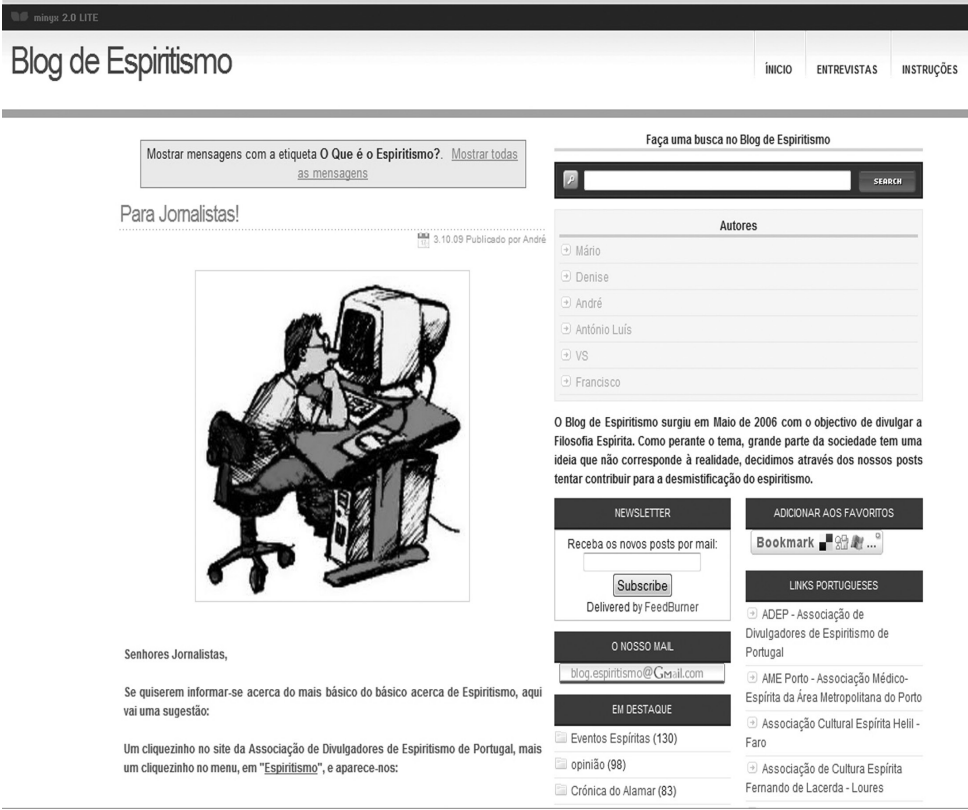 minyx 2.0 LITE
Blog de Espiritismo
ÍNICIO
ENTREVISTAS
INSTRUÇÕES
Mostrar mensagens com a etiqueta O Que é o Espiritismo?. Mostrar todas
as mensagens
Para Jornalistas!
3.10.09 Publicado por André
Senhores Jornalistas,
Se quiserem informar-se acerca do mais básico do básico acerca de Espiritismo, aqui
vai uma sugestão:
Um cliquezinho no site da Associação de Divulgadores de Espiritismo de Portugal, mais
um cliquezinho no menu, em "Espiritismo", e aparece-nos:
Faça uma busca no Blog de Espiritismo
SEARCH
Autores
Mário
Denise
André
António Luís
VS
Francisco
O Blog de Espiritismo surgiu em Maio de 2006 com o objectivo de divulgar a
Filosofia Espírita. Como perante o tema, grande parte da sociedade tem uma
ideia que não corresponde à realidade, decidimos através dos nossos posts
tentar contribuir para a desmistificação do espiritismo.
NEWSLETTER
Receba os novos posts por mail:
Subscribe
Delivered by FeedBurner
O NOSSO MAIL
blog.espiritismo@Gmail.com
EM DESTAQUE
Eventos Espíritas (130)
opinião (98)
Crónica do Alamar (83)
ADICIONAR AOS FAVORITOS
Bookmark ...
LINKS PORTUGUESES
ADEP - Associação de
Divulgadores de Espiritismo de
Portugal
AME Porto - Associação Médico-
Espírita da Área Metropolitana do Porto
Associação Cultural Espírita Helil -
Faro
Associação de Cultura Espírita
Fernando de Lacerda - Loures